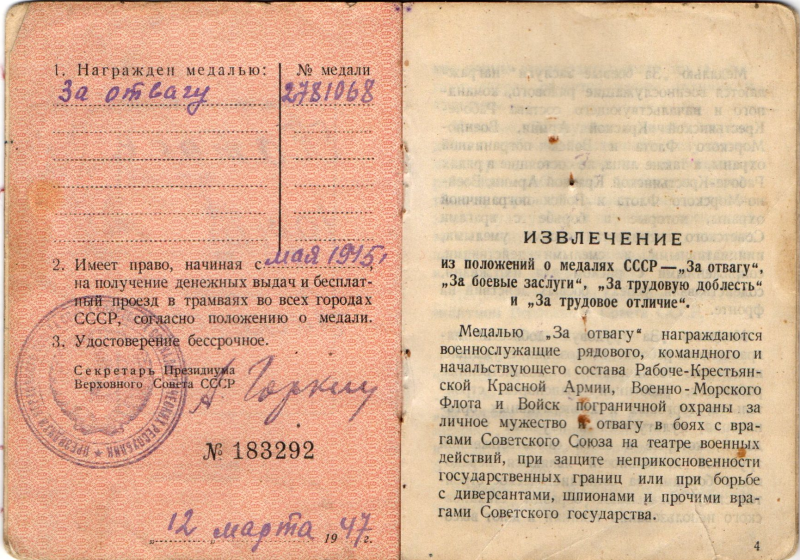 1. Награжден медалью:
№ медали
За отвагу
2781068
2. Имеет право, начиная с мая 1945г,
на получение денежных выдач и бесплат-
ный проезд в трамваях во всех городах
СССР, согласно положению о медали.
3. Удостоверение бессрочное.
Секретарь Президиума
Верховного Совета СССР
А Горкин
№ 183292
„12" марта 1947 г.
ИЗВЛЕЧЕНИЕ
из положений о медалях СССР—„За отвагу",
„За боевые заслуги", „За трудовую доблесть"
и „За трудовое отличие".
Медалью „За отвагу" награждаются
военнослужащие рядового, командного и
начальствующего состава Рабоче-Крестьян-
ской Красной Армии, Военно-Морского
Флота и Войск пограничной охраны за
личное мужество и отвагу в боях с вра-
гами Советского Союза на театре военных
действий, при защите неприкосновенности
государственных границ или при борьбе
с диверсантами, шпионами и прочими вра-
гами Советского государства.
4